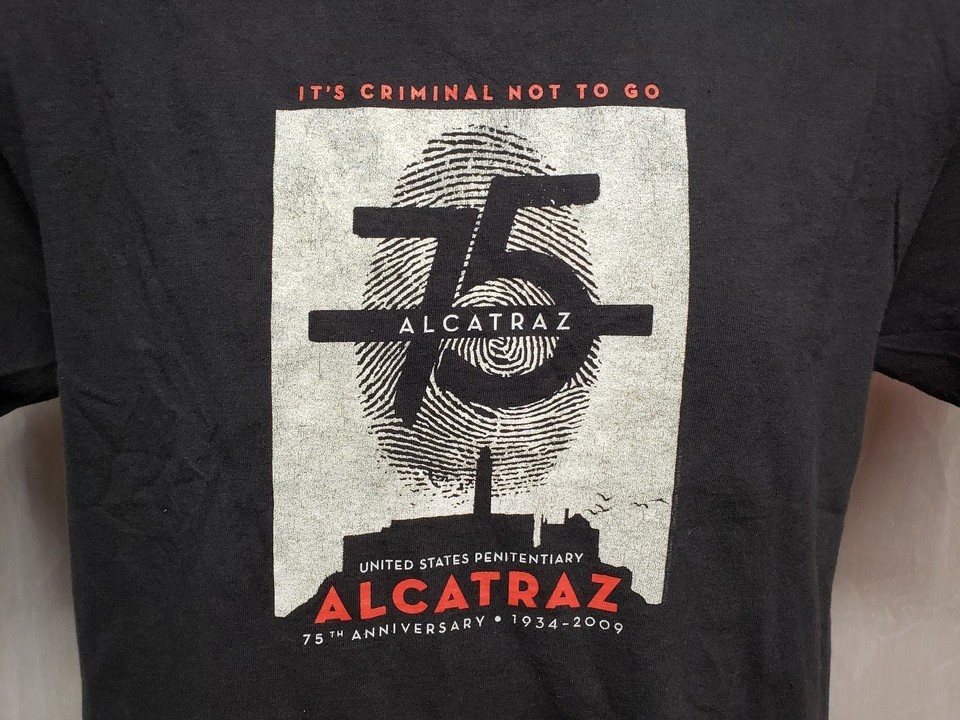 IT'S CRIMINAL NOT TO GO
75
ALCATRAZ
UNITED STATES PENITENTIARY
ALCATRAZ
75TH ANNIVERSARY • 1934-2009